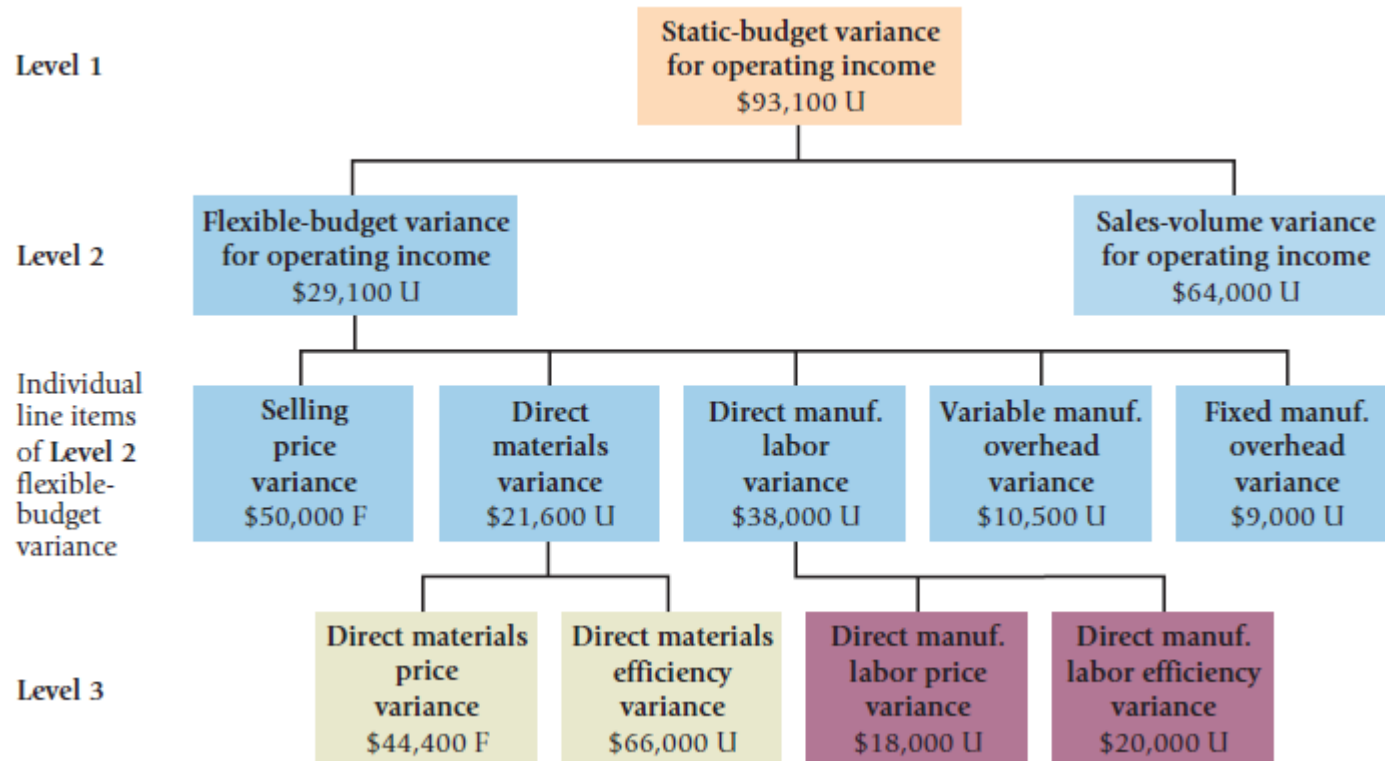 Level 1
Static-budget variance
for operating income
$93,100 U
Level 2
Flexible-budget variance
for operating income
$29,100 U
Sales-volume variance
for operating income
$64,000 U
Individual
line items
of Level 2
flexible-
budget
variance
Selling
price
variance
$50,000 F
Direct
materials
variance
$21,600 U
Direct manuf.
labor
variance
$38,000 U
Variable manuf.
overhead
variance
$10,500 U
Fixed manuf.
overhead
variance
$9,000 U
Level 3
Direct materials
price
variance
$44,400 F
Direct materials
efficiency
variance
$66,000 U
Direct manuf.
labor price
variance
$18,000 U
Direct manuf.
labor efficiency
variance
$20,000 U